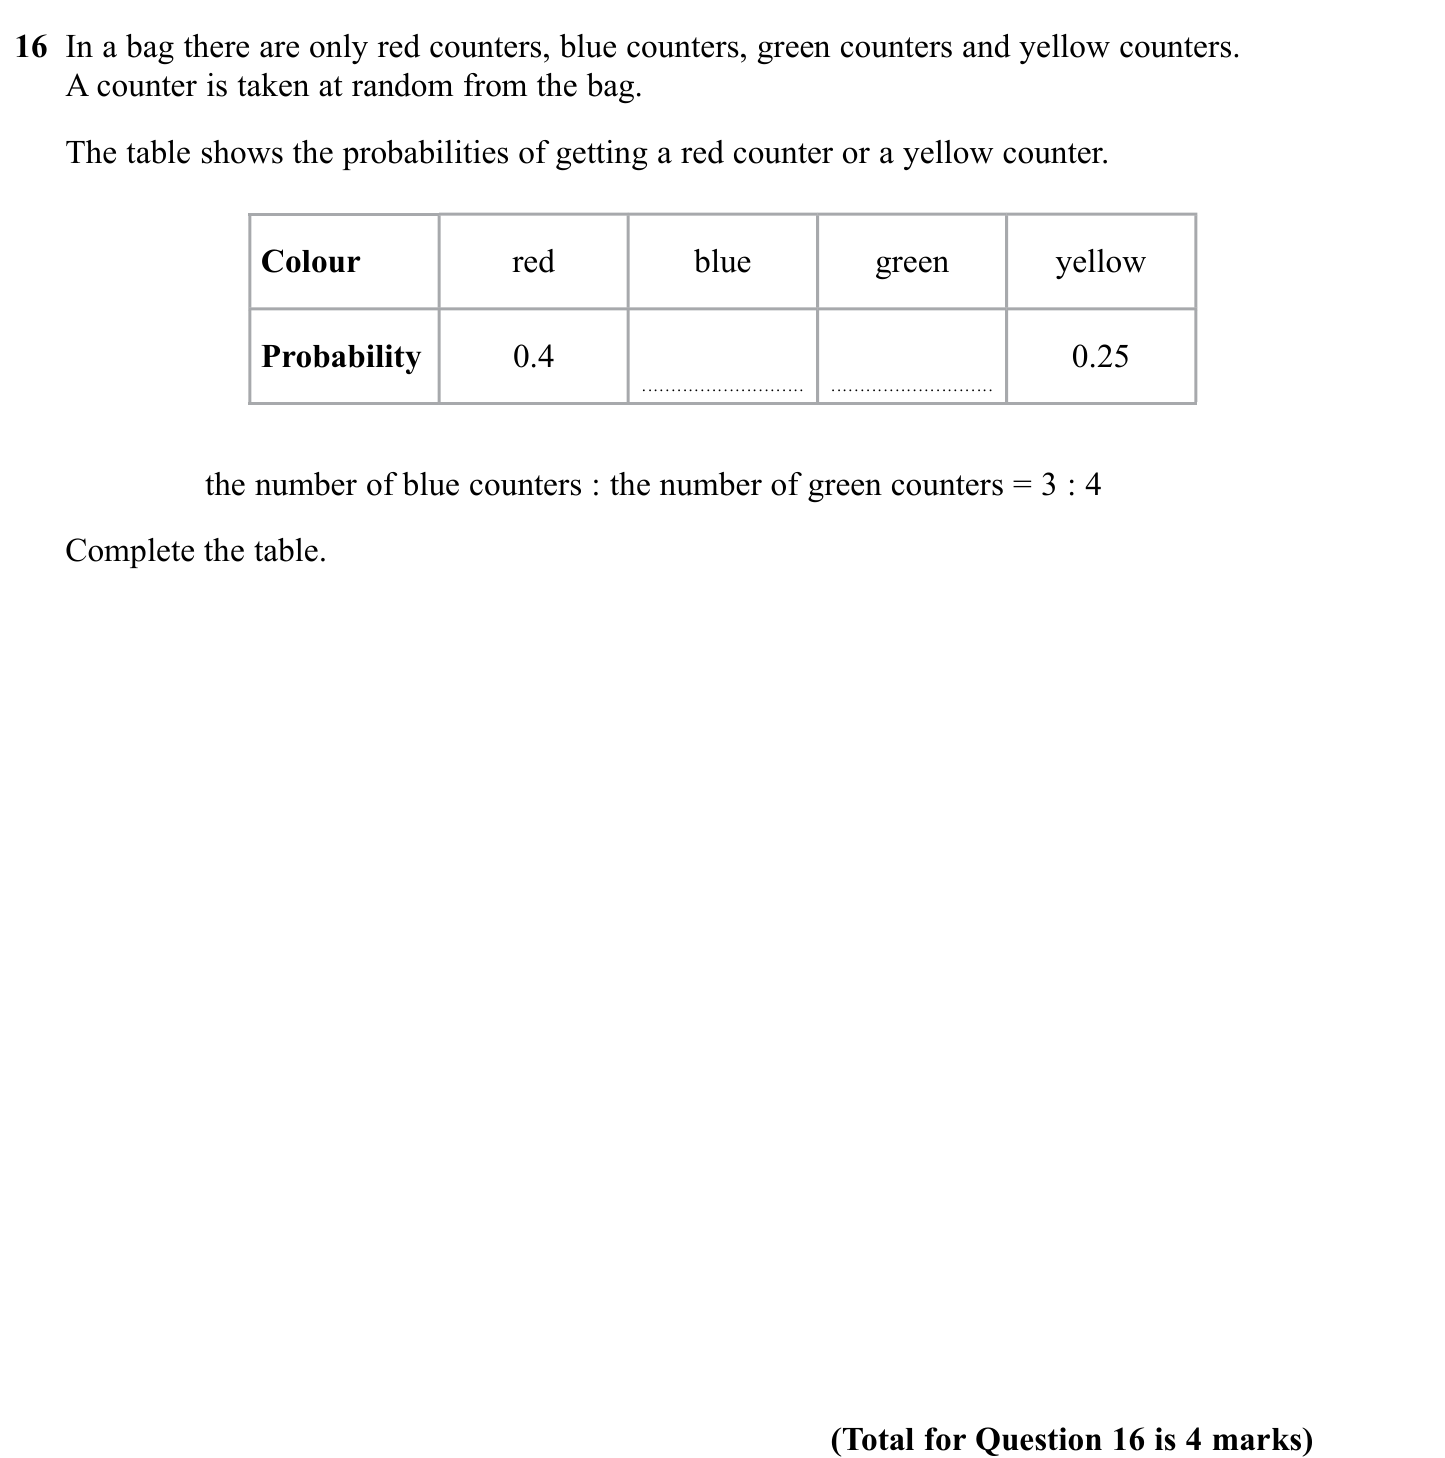 16 In a bag there are only red counters, blue counters, green counters and yellow counters.
A counter is taken at random from the bag.
The table shows the probabilities of getting a red counter or a yellow counter.
Colour red blue green yellow
Probability 0.4 ............................ ............................ 0.25
the number of blue counters : the number of green counters = 3 : 4
Complete the table.
(Total for Question 16 is 4 marks)